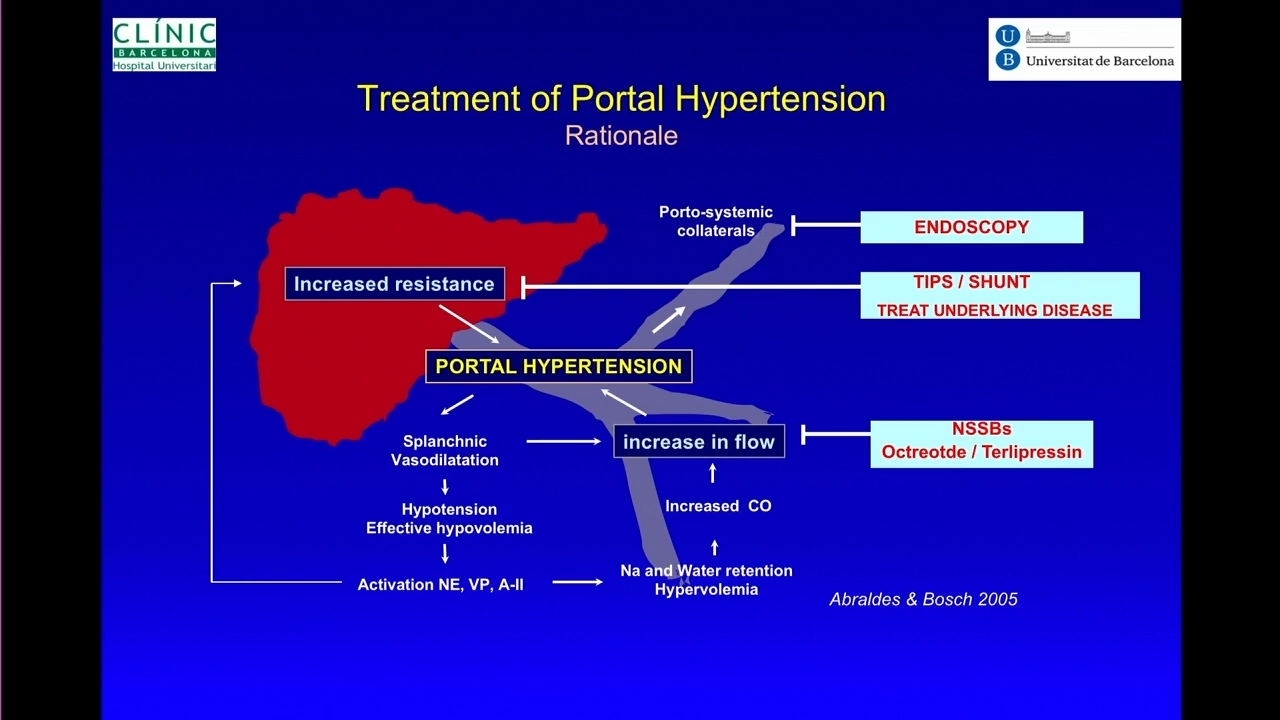 CLÍNIC
BARCELONA
Hospital Universitari
U
B
Universitat de Barcelona
Treatment of Portal Hypertension
Rationale
Porto-systemic
collaterals
ENDOSCOPY
Increased resistance
TIPS / SHUNT
TREAT UNDERLYING DISEASE
PORTAL HYPERTENSION
Splanchnic
Vasodilatation
increase in flow
NSSBs
Octreotde / Terlipressin
Hypotension
Effective hypovolemia
Increased CO
Activation NE, VP, A-II
Na and Water retention
Hypervolemia
Abraldes & Bosch 2005